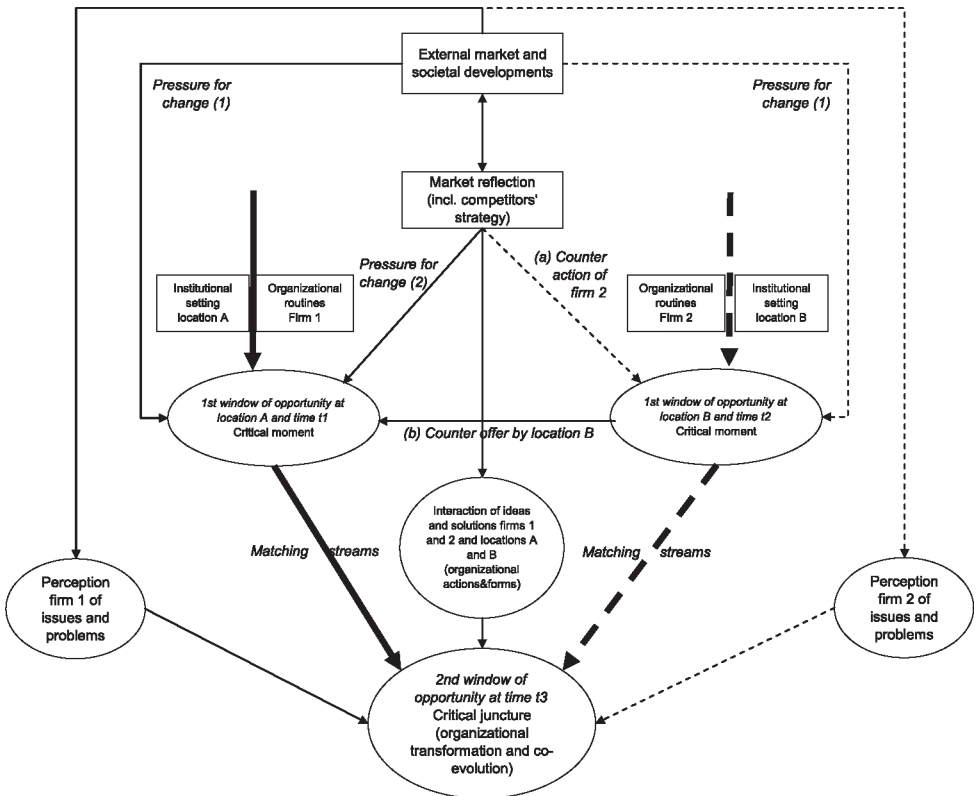 External market and
societal developments
Pressure for
change (1)
Pressure for
change (1)
Market reflection
(incl. competitors'
strategy)
Pressure for
change (2)
(a) Counter
action of
firm 2
Institutional
setting
location A
Organizational
routines
Firm 1
Organizational
routines
Firm 2
Institutional
setting
location B
1st window of opportunity at
location A and time t1
Critical moment
1st window of opportunity at
location B and time t2
Critical moment
(b) Counter offer by location B
Interaction of ideas
and solutions firms 1
and 2 and locations A
and B
(organizational
actions&forms)
Matching streams
Matching streams
Perception
firm 1 of
issues and
problems
Perception
firm 2 of
issues and
problems
2nd window of
opportunity at time t3
Critical juncture
(organizational
transformation and co-
evolution)